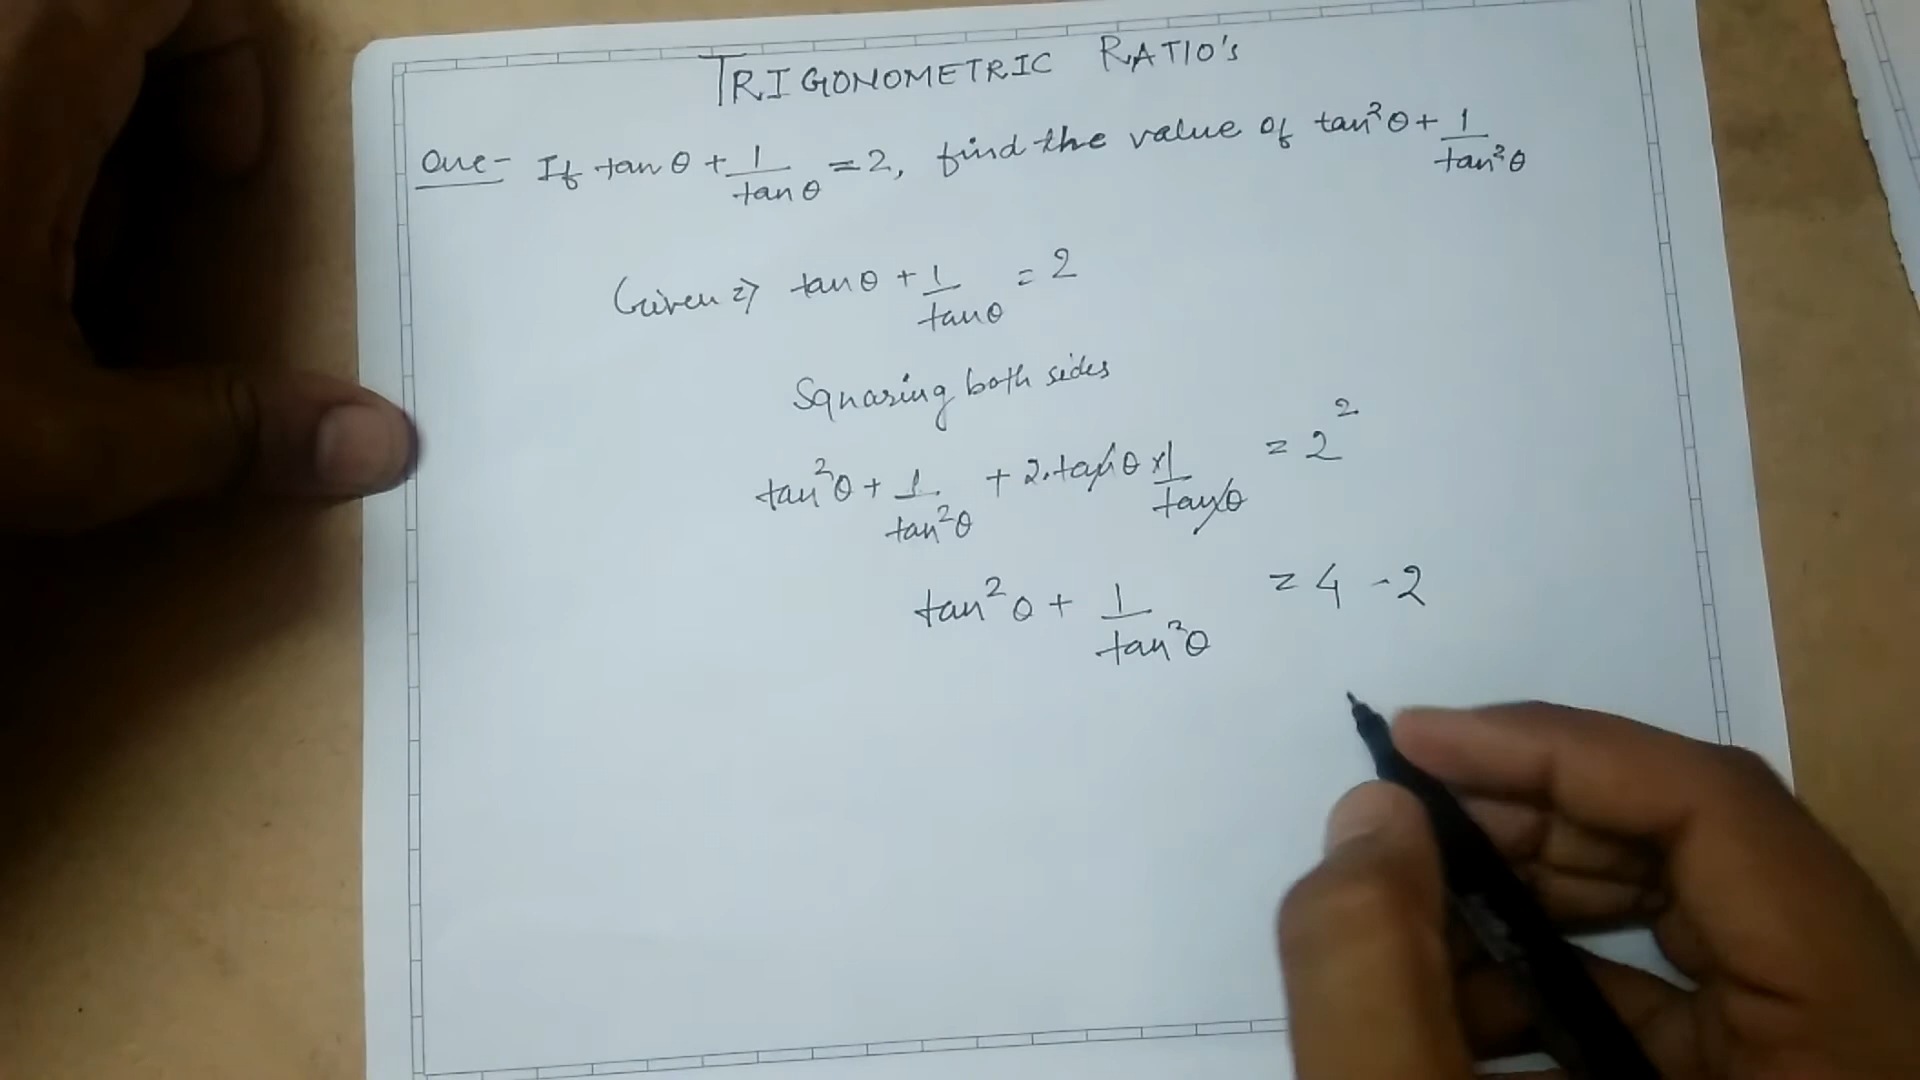 TRIGONOMETRIC RATIO's
Que- If tan θ + 1/tan θ = 2, find the value of tan²θ + 1/tan²θ
Given => tan θ + 1/tan θ = 2
Squaring both sides
tan²θ + 1/tan²θ + 2.tan θ × 1/tan θ = 2²
tan²θ + 1/tan²θ = 4 - 2